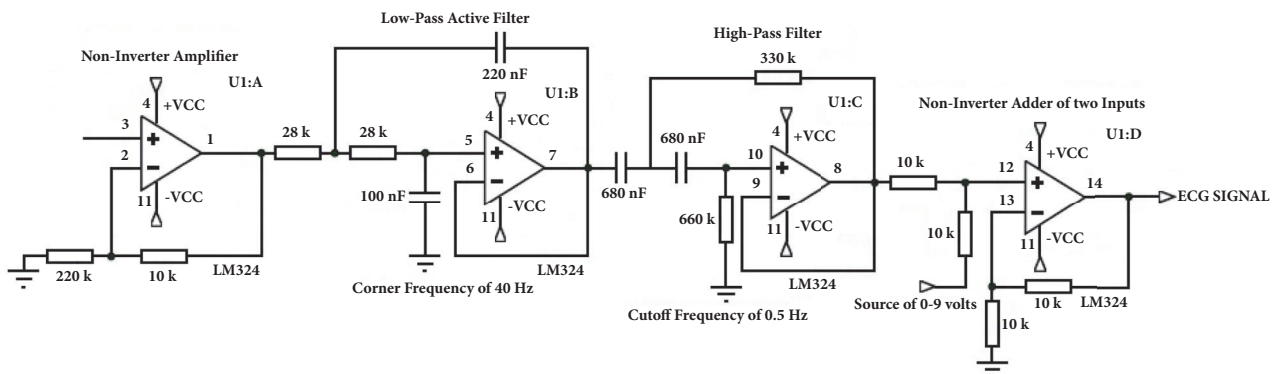 Low-Pass Active Filter
High-Pass Filter
Non-Inverter Amplifier
220 nF
330 k
U1:A
U1:B
U1:C
Non-Inverter Adder of two Inputs
U1:D
4
+VCC
3
2
1
11
-VCC
28 k
28 k
4
+VCC
5
6
7
11
-VCC
100 nF
680 nF
680 nF
4
+VCC
10
9
8
11
-VCC
660 k
10 k
4
+VCC
12
13
14
11
-VCC
ECG SIGNAL
10 k
220 k
10 k
LM324
LM324
LM324
LM324
Corner Frequency of 40 Hz
Cutoff Frequency of 0.5 Hz
Source of 0-9 volts
10 k
10 k